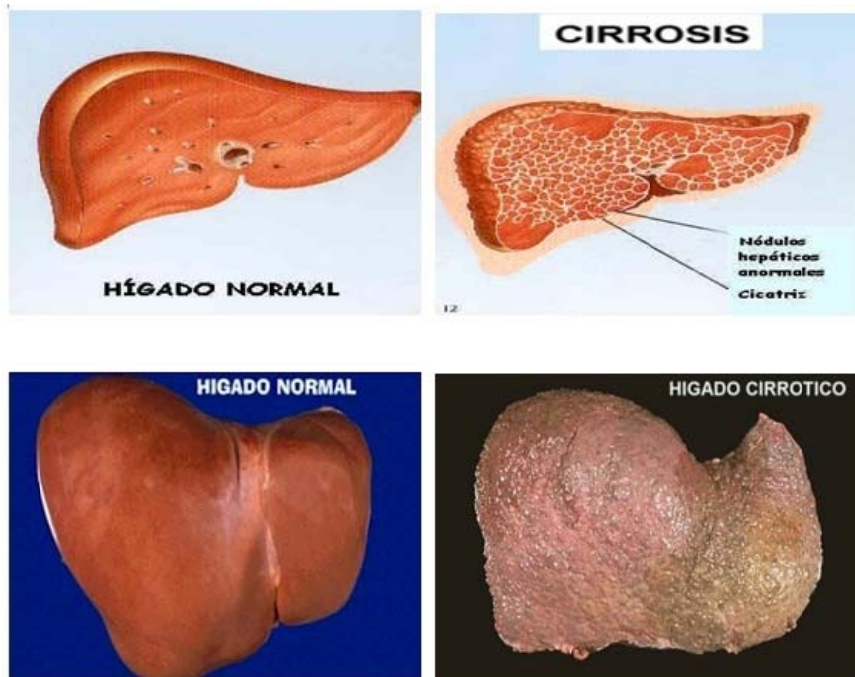 HÍGADO NORMAL
CIRROSIS
Nódulos
hepáticos
anormales
Cicatriz
12
HIGADO NORMAL
HIGADO CIRROTICO